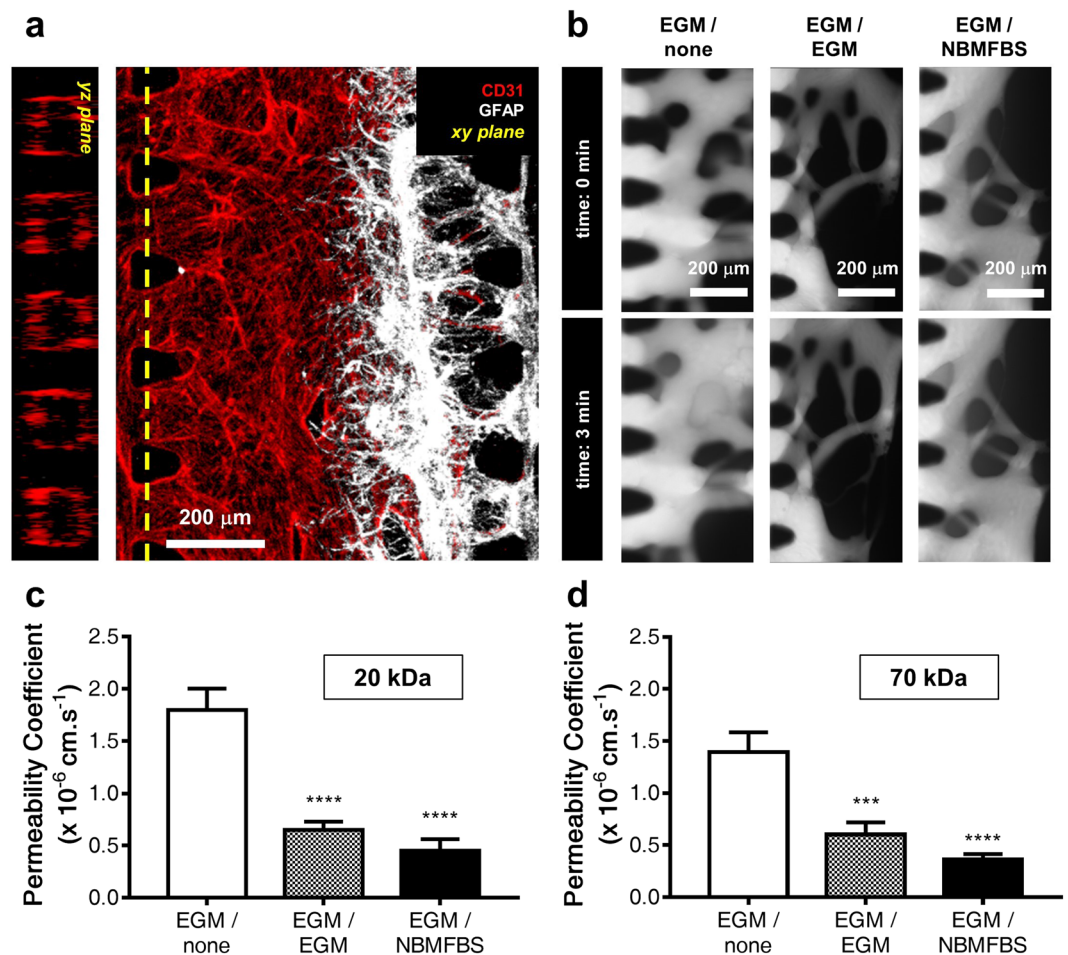 a
yz plane
CD31
GFAP
xy plane
200 μm
b
EGM /
none
EGM /
EGM
EGM /
NBMFBS
time: 0 min
200 μm
200 μm
200 μm
time: 3 min
c
Permeability Coefficient
(x 10-6 cm.s-1)
2.5
2.0
1.5
1.0
0.5
0.0
20 kDa
****
****
EGM /
none
EGM /
EGM
EGM /
NBMFBS
d
Permeability Coefficient
(x 10-6 cm.s-1)
2.5
2.0
1.5
1.0
0.5
0.0
70 kDa
***
****
EGM /
none
EGM /
EGM
EGM /
NBMFBS